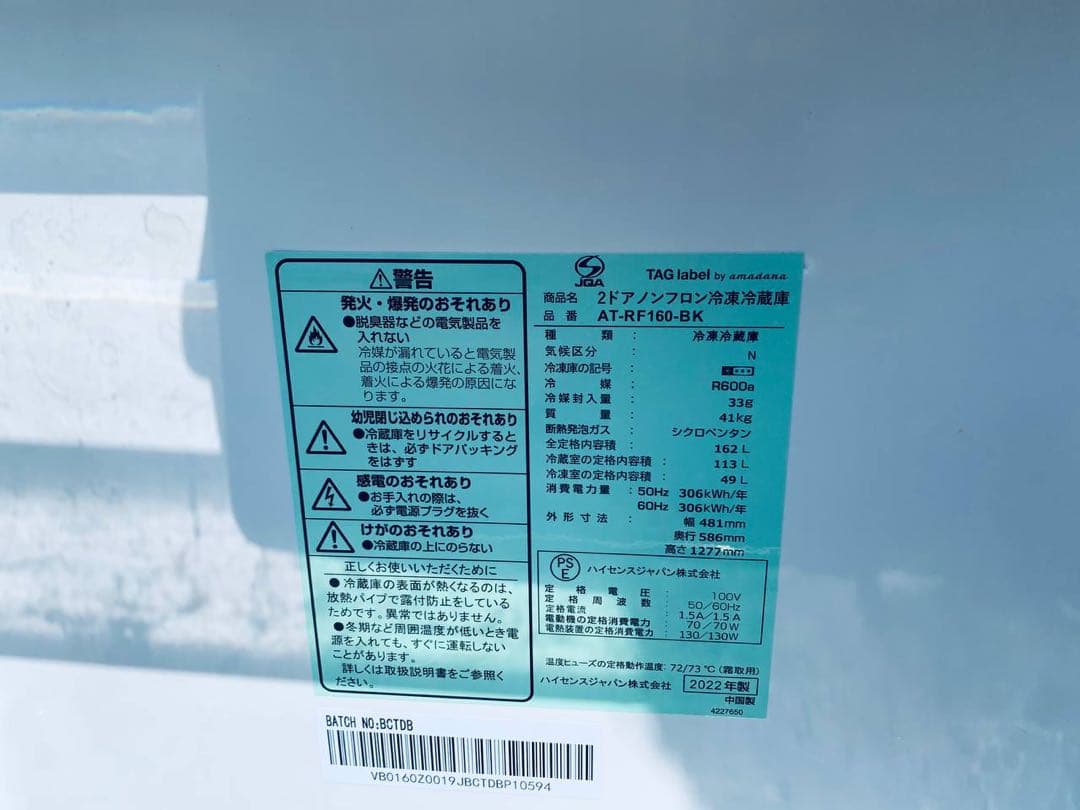 警告
発火・爆発のおそれあり
●脱臭器などの電気製品を
入れない
冷媒が漏れていると電気製
品の接点の火花による着火、
着火による爆発の原因にな
ります。
幼児閉じ込められのおそれあり
●冷蔵庫をリサイクルすると
きは、必ずドアパッキング
をはずす
感電のおそれあり
●お手入れの際は、
必ず電源プラグを抜く
けがのおそれあり
●冷蔵庫の上にのらない
正しくお使いいただくために
●冷蔵庫の表面が熱くなるのは、
放熱パイプで露付防止をしている
ためです。異常ではありません。
●冬期など周囲温度が低いとき電
源を入れても、すぐに運転しない
ことがあります。
詳しくは取扱説明書をご参照く
ださい。
JQA
TAG label by amadana
商品名 2ドアノンフロン冷凍冷蔵庫
品番 AT-RF160-BK
種類 : 冷凍冷蔵庫
気候区分 : N
冷凍庫の記号 :
冷媒 : R600a
冷媒封入量 : 33g
質量 : 41kg
断熱発泡ガス : シクロペンタン
全定格内容積 : 162 L
冷蔵室の定格内容積 : 113 L
冷凍室の定格内容積 : 49 L
消費電力量 : 50Hz 306kWh/年
60Hz 306kWh/年
外形寸法 : 幅 481mm
奥行 586mm
高さ 1277mm
PSE ハイセンスジャパン株式会社
定格電圧 : 100V
定格周波数 : 50/60Hz
定格電流 : 1.5A/1.5A
電動機の定格消費電力 : 70/70W
電熱装置の定格消費電力 : 130/130W
温度ヒューズの定格動作温度: 72/73℃(霜取用)
ハイセンスジャパン株式会社 2022年製
中国製
4227650
BATCH NO:BCTDB
VB0160Z0019JBCTDBP10594